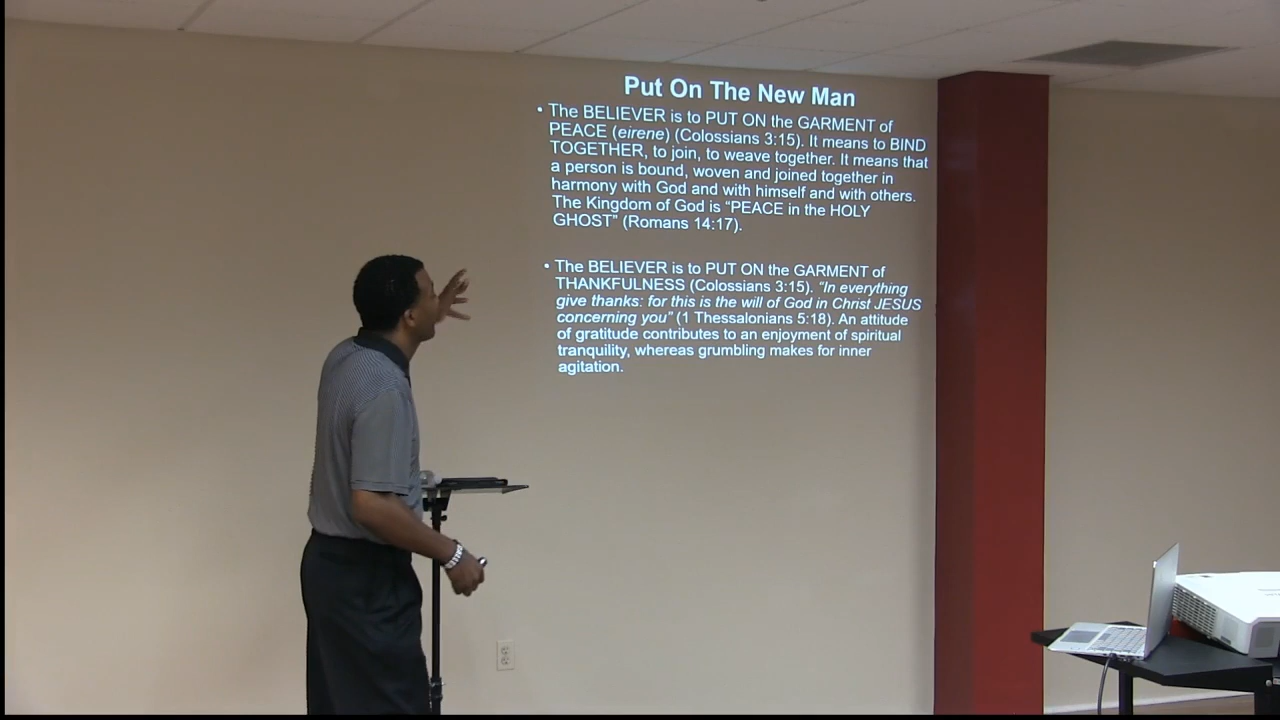 Put On The New Man
• The BELIEVER is to PUT ON the GARMENT of
PEACE (eirene) (Colossians 3:15). It means to BIND
TOGETHER, to join, to weave together. It means that
a person is bound, woven and joined together in
harmony with God and with himself and with others.
The Kingdom of God is “PEACE in the HOLY
GHOST” (Romans 14:17).
• The BELIEVER is to PUT ON the GARMENT of
THANKFULNESS (Colossians 3:15). “In everything
give thanks: for this is the will of God in Christ JESUS
concerning you” (1 Thessalonians 5:18). An attitude
of gratitude contributes to an enjoyment of spiritual
tranquility, whereas grumbling makes for inner
agitation.